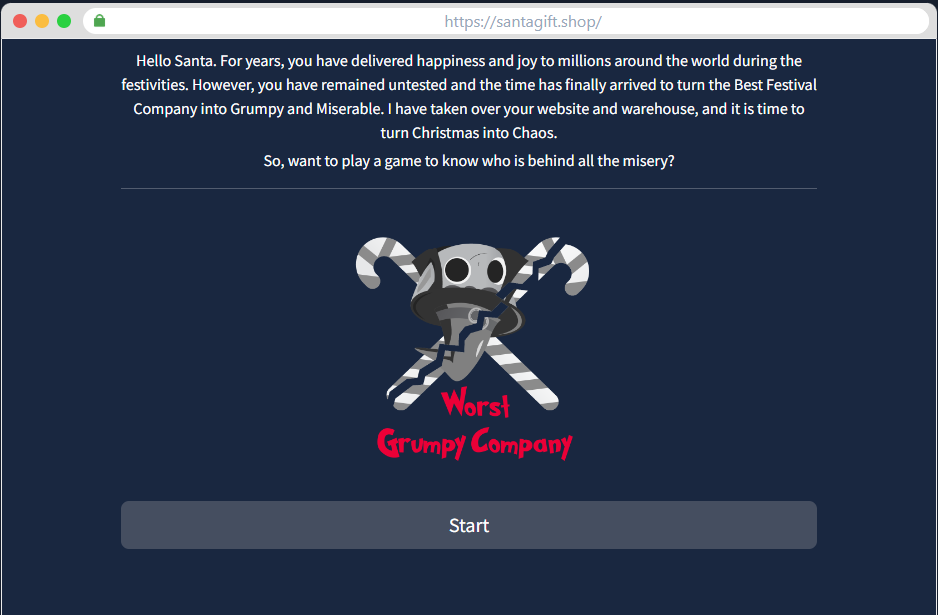 https://santagift.shop/
Hello Santa. For years, you have delivered happiness and joy to millions around the world during the
festivities. However, you have remained untested and the time has finally arrived to turn the Best Festival
Company into Grumpy and Miserable. I have taken over your website and warehouse, and it is time to
turn Christmas into Chaos.
So, want to play a game to know who is behind all the misery?
Worst
Grumpy Company
Start